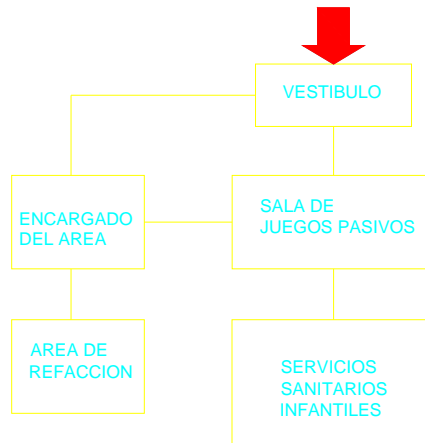 VESTIBULO
ENCARGADO
DEL AREA
SALA DE
JUEGOS PASIVOS
AREA DE
REFACCION
SERVICIOS
SANITARIOS
INFANTILES